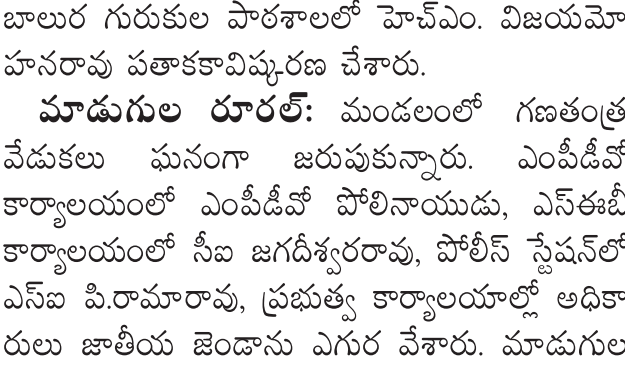 బాలుర గురుకుల పాఠశాలలో హెచ్ఎం. విజయమో
హనరావు పతాకకావిష్కరణ చేశారు.
మాడుగుల రూరల్: మండలంలో గణతంత్ర
వేడుకలు ఘనంగా జరుపుకున్నారు. ఎంపీడీవో
కార్యాలయంలో ఎంపీడీవో పోలినాయుడు, ఎస్ఈబీ
కార్యాలయంలో సీఐ జగదీశ్వరరావు, పోలీస్ స్టేషన్‌లో
ఎస్ఐ పి.రామారావు, ప్రభుత్వ కార్యాలయాల్లో అధికా
రులు జాతీయ జెండాను ఎగుర వేశారు. మాడుగుల